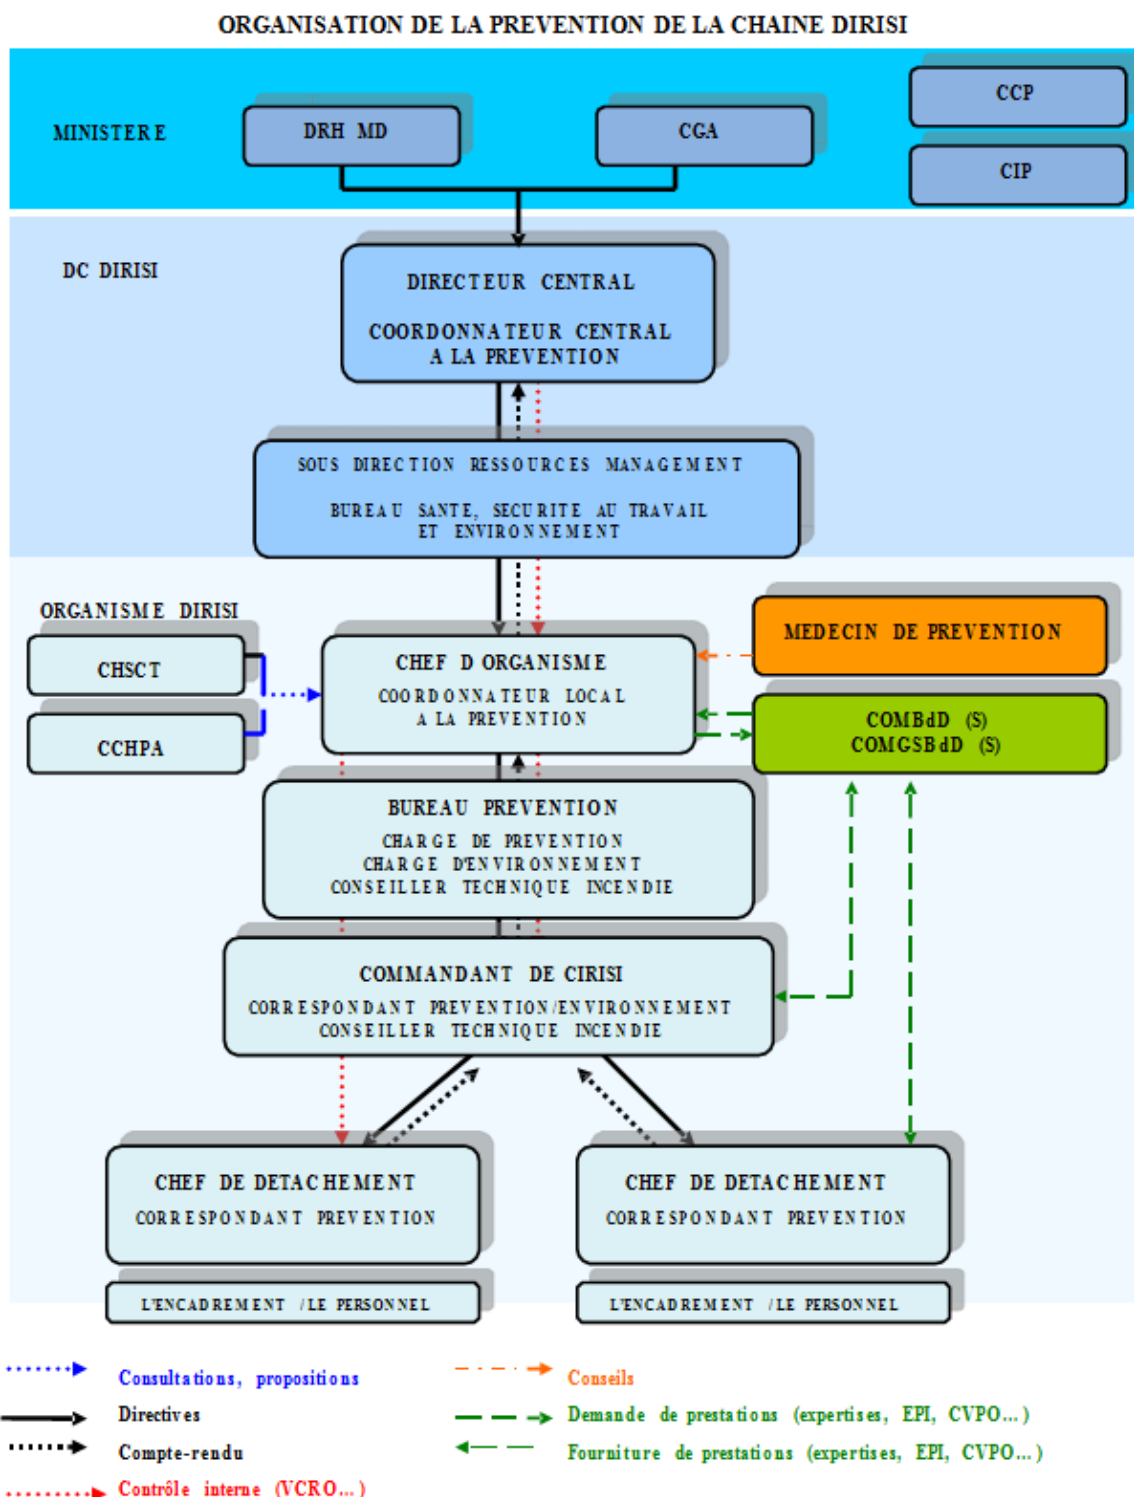 ORGANISATION DE LA PREVENTION DE LA CHAINE DIRISI
MINISTERE
DRH MD
CGA
CCP
CIP
DC DIRISI
DIRECTEUR CENTRAL
COORDONNATEUR CENTRAL
A LA PREVENTION
SOUS DIRECTION RESSOURCES MANAGEMENT
BUREAU SANTE, SECURITE AU TRAVAIL
ET ENVIRONNEMENT
ORGANISME DIRISI
CHSCT
CCHPA
CHEF D ORGANISME
COORDONNATEUR LOCAL
A LA PREVENTION
MEDECIN DE PREVENTION
COMBdD (S)
COMGSBdD (S)
BUREAU PREVENTION
CHARGE DE PREVENTION
CHARGE D'ENVIRONNEMENT
CONSEILLER TECHNIQUE INCENDIE
COMMANDANT DE CIRISI
CORRESPONDANT PREVENTION/ENVIRONNEMENT
CONSEILLER TECHNIQUE INCENDIE
CHEF DE DETACHEMENT
CORRESPONDANT PREVENTION
L'ENCADREMENT /LE PERSONNEL
CHEF DE DETACHEMENT
CORRESPONDANT PREVENTION
L'ENCADREMENT /LE PERSONNEL
Consultations, propositions
Directives
Compte-rendu
Contrôle interne (VCRO...)
Conseils
Demande de prestations (expertises, EPI, CVPO...)
Fourniture de prestations (expertises, EPI, CVPO...)